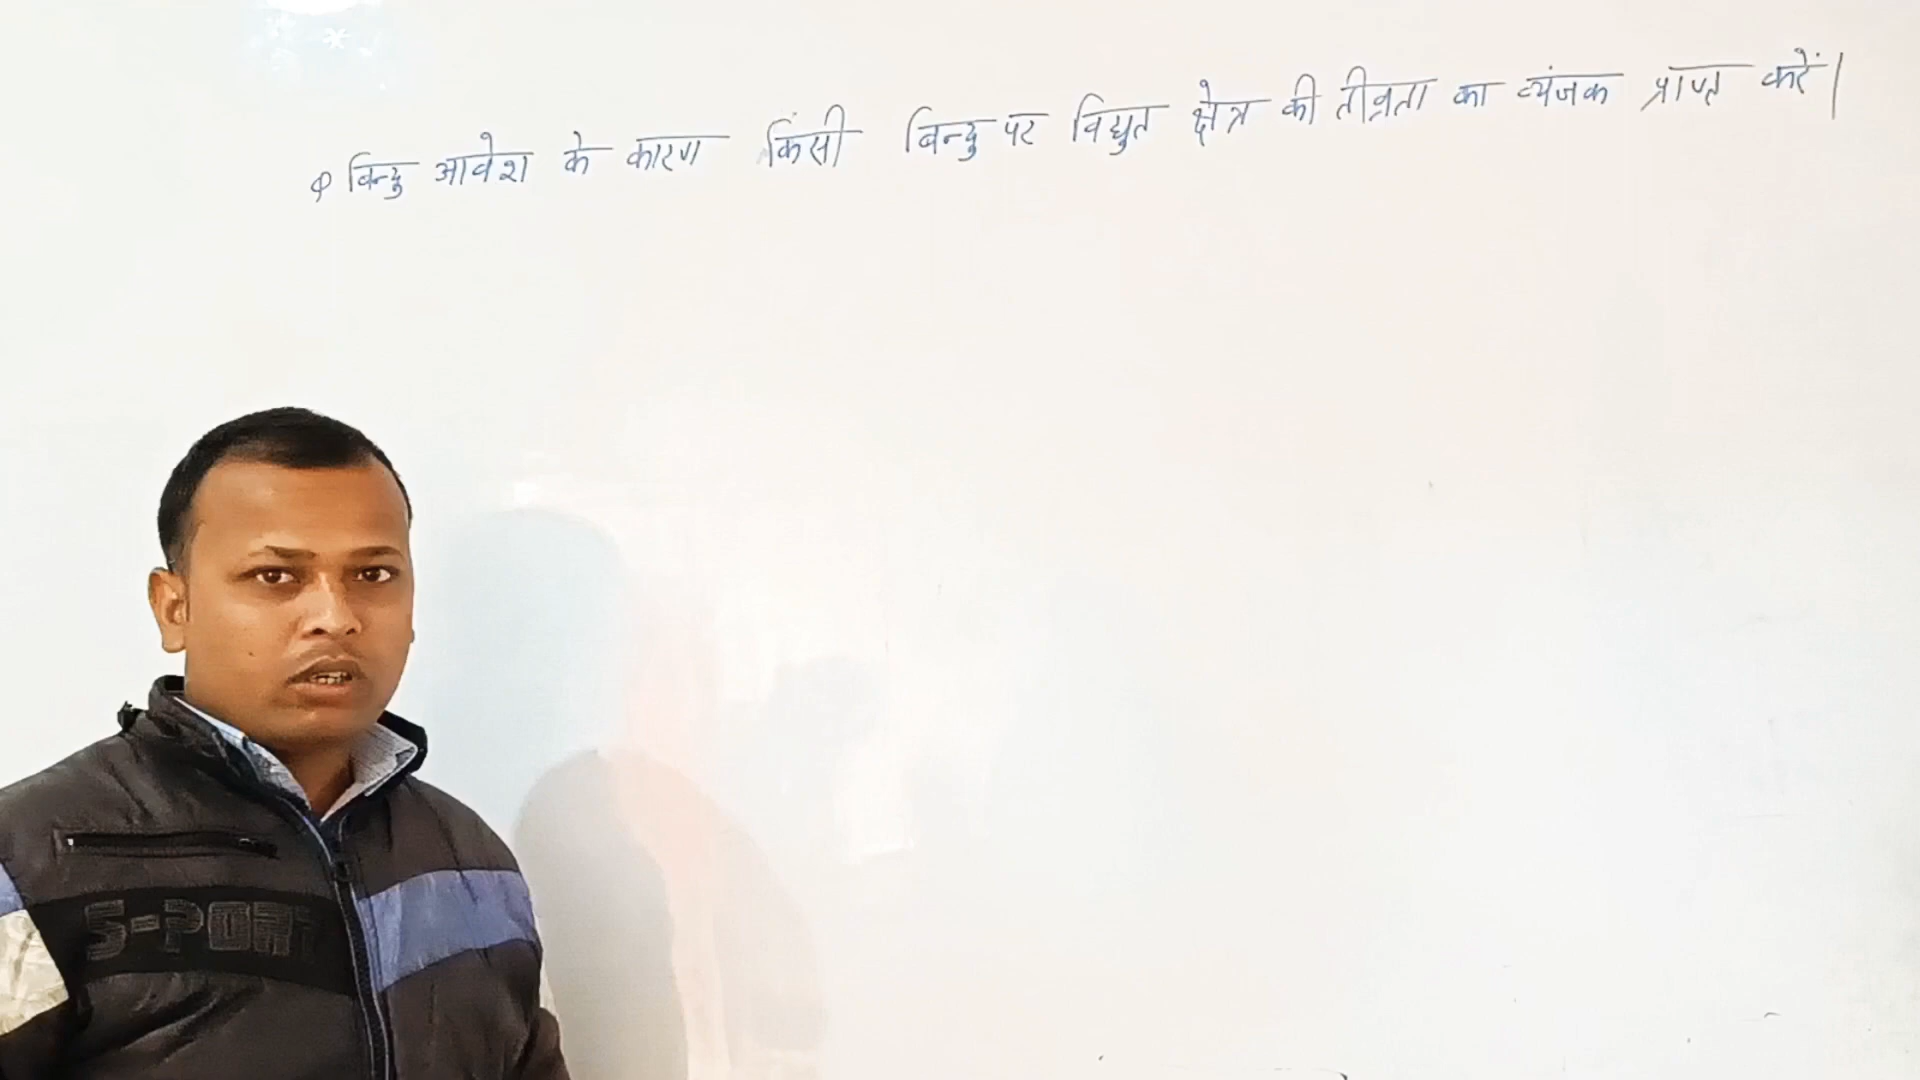 Q बिन्दु आवेश के कारण किसी बिन्दु पर विद्युत क्षेत्र की तीव्रता का व्यंजक प्राप्त करें।
S-PORT